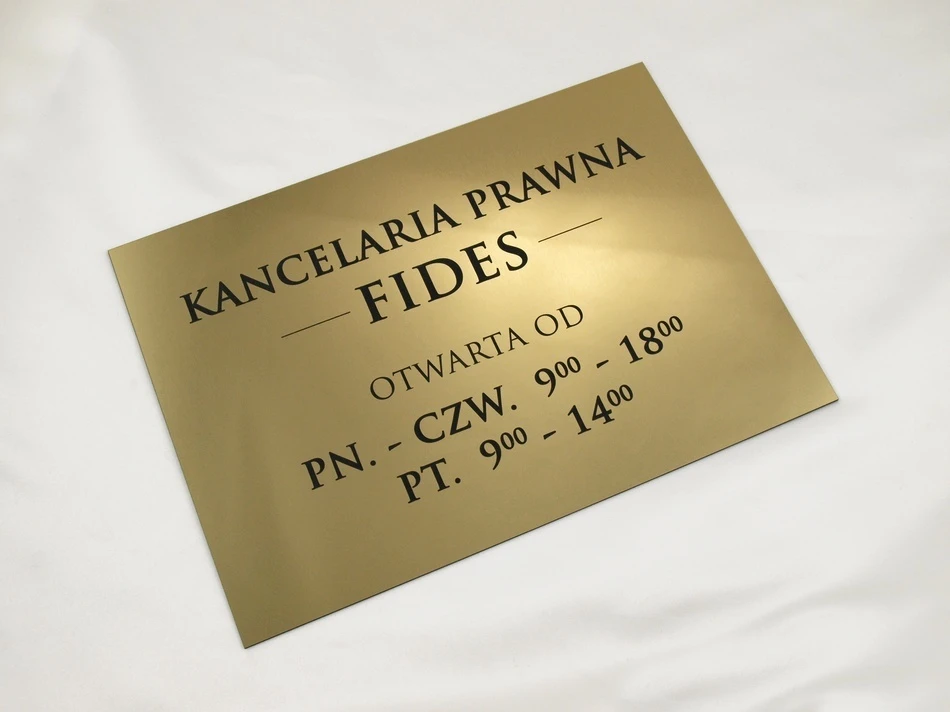 KANCELARIA PRAWNA
FIDES
OTWARTA OD
PN. - CZW. 9⁰⁰ - 18⁰⁰
PT. 9⁰⁰ - 14⁰⁰